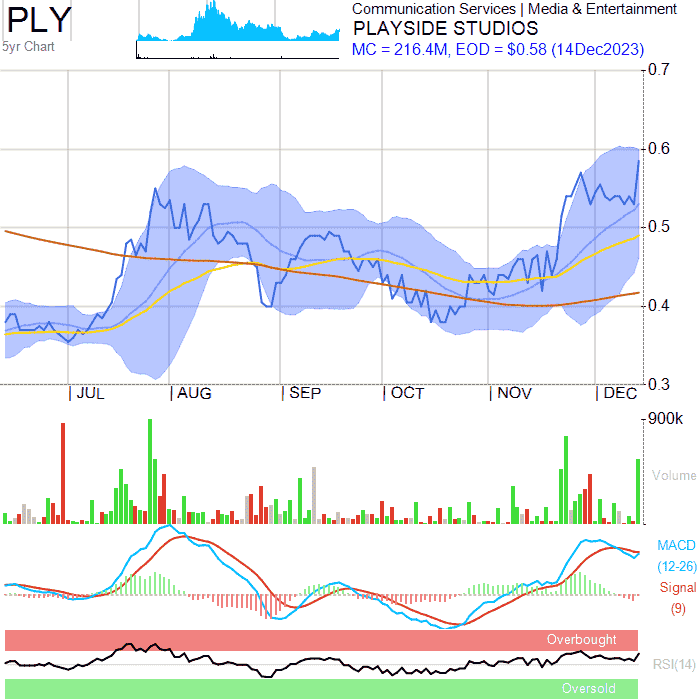 PLY
5yr Chart
Communication Services | Media & Entertainment
PLAYSIDE STUDIOS
MC = 216.4M, EOD = $0.58 (14Dec2023)
0.7
0.6
0.5
0.4
0.3
JUL AUG SEP OCT NOV DEC
900k
Volume
MACD
(12-26)
Signal
(9)
Overbought
RSI(14)
Oversold